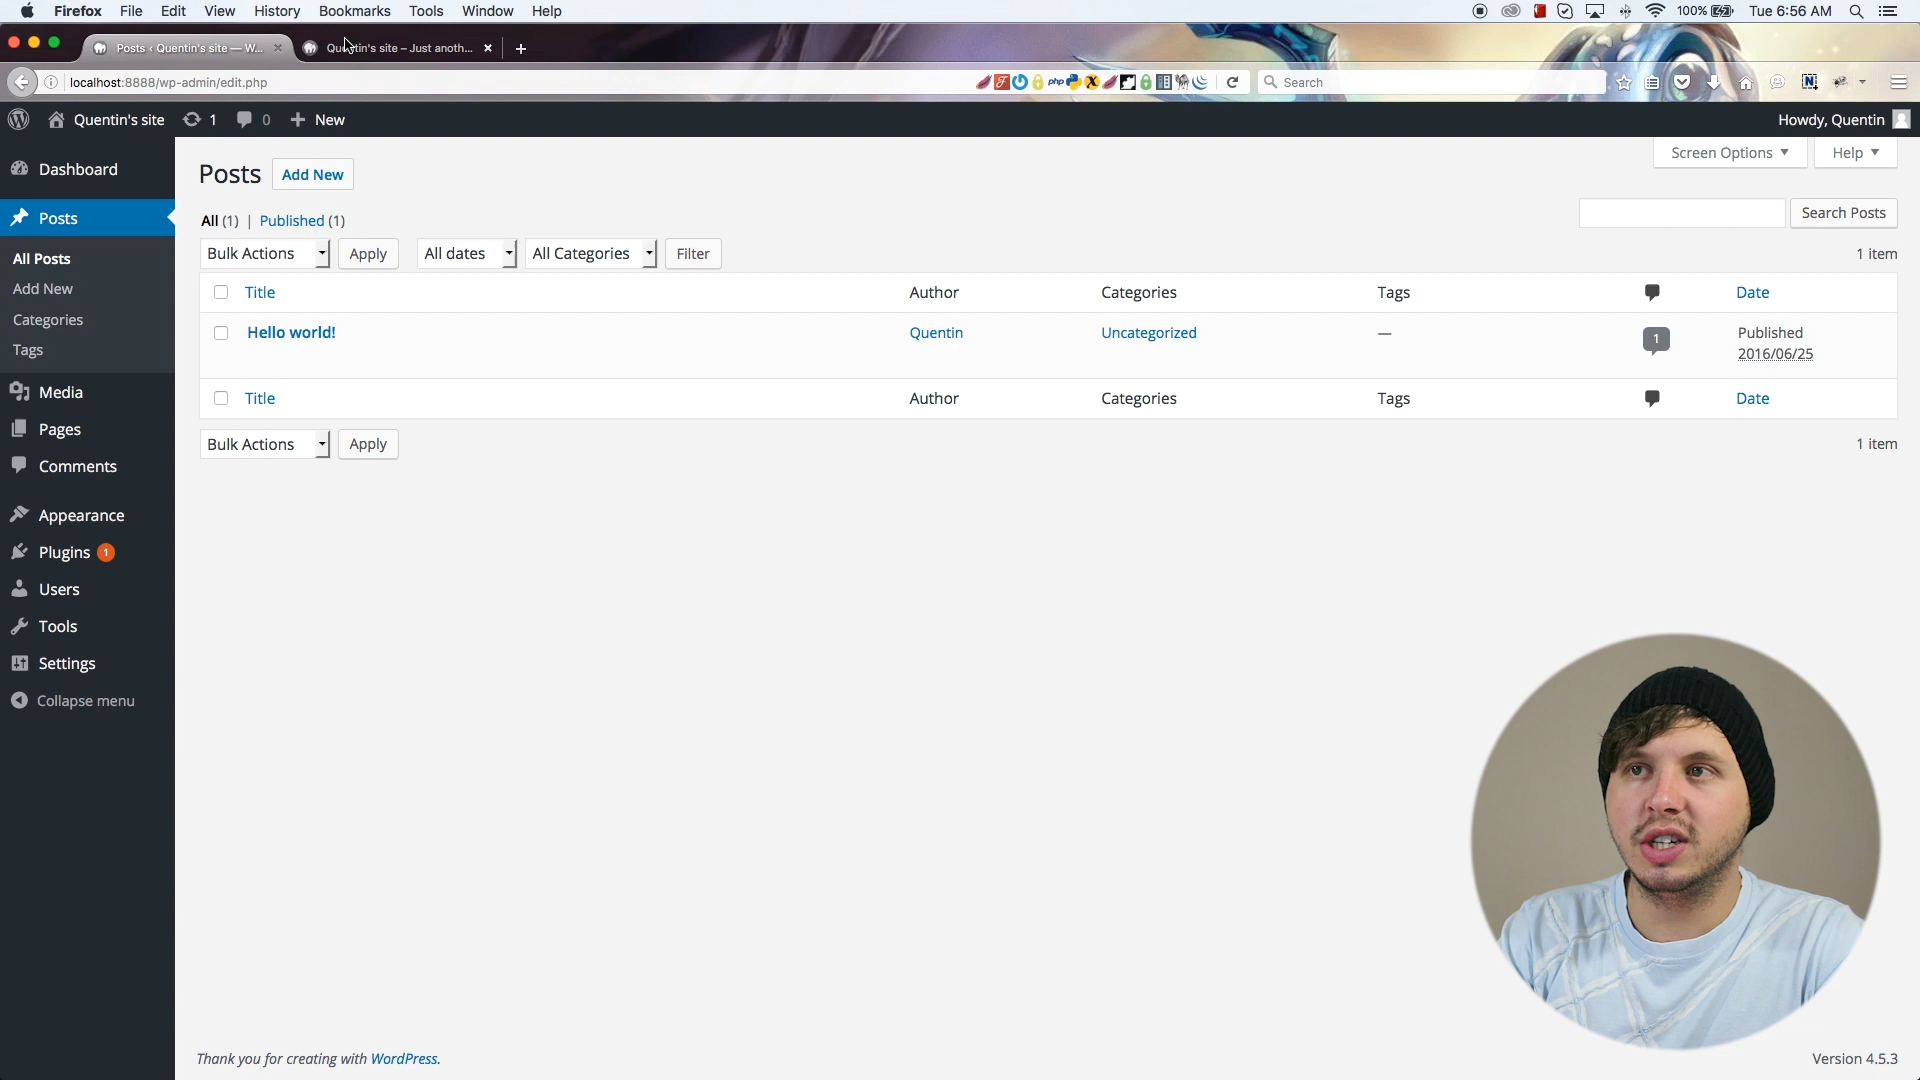 Firefox File Edit View History Bookmarks Tools Window Help 100% Tue 6:56 AM
Posts ‹ Quentin's site — W... Quentin's site – Just anoth...
localhost:8888/wp-admin/edit.php php Search
Quentin's site 1 0 New Howdy, Quentin
Screen Options Help
Dashboard
Posts
All Posts
Add New
Categories
Tags
Media
Pages
Comments
Appearance
Plugins 1
Users
Tools
Settings
Collapse menu
Posts Add New
All (1) | Published (1)
Search Posts
Bulk Actions Apply All dates All Categories Filter 1 item
Title Author Categories Tags Date
Hello world! Quentin Uncategorized — 1 Published
2016/06/25
Title Author Categories Tags Date
Bulk Actions Apply 1 item
Thank you for creating with WordPress. Version 4.5.3